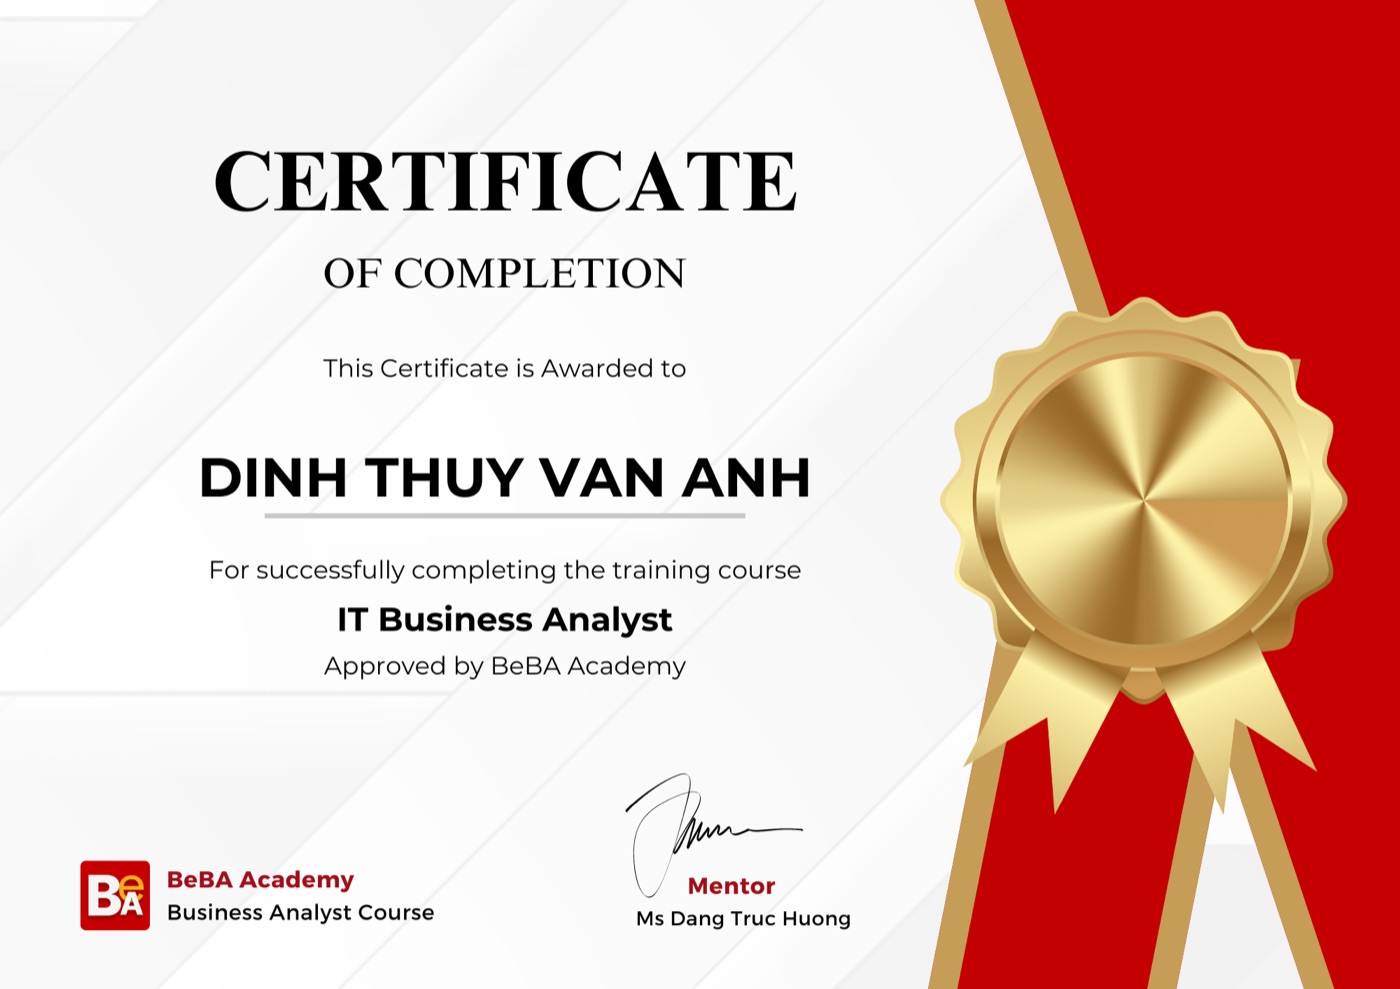 CERTIFICATE
OF COMPLETION
This Certificate is Awarded to
DINH THUY VAN ANH
For successfully completing the training course
IT Business Analyst
Approved by BeBA Academy
BeBA
BeBA Academy
Business Analyst Course
Mentor
Ms Dang Truc Huong